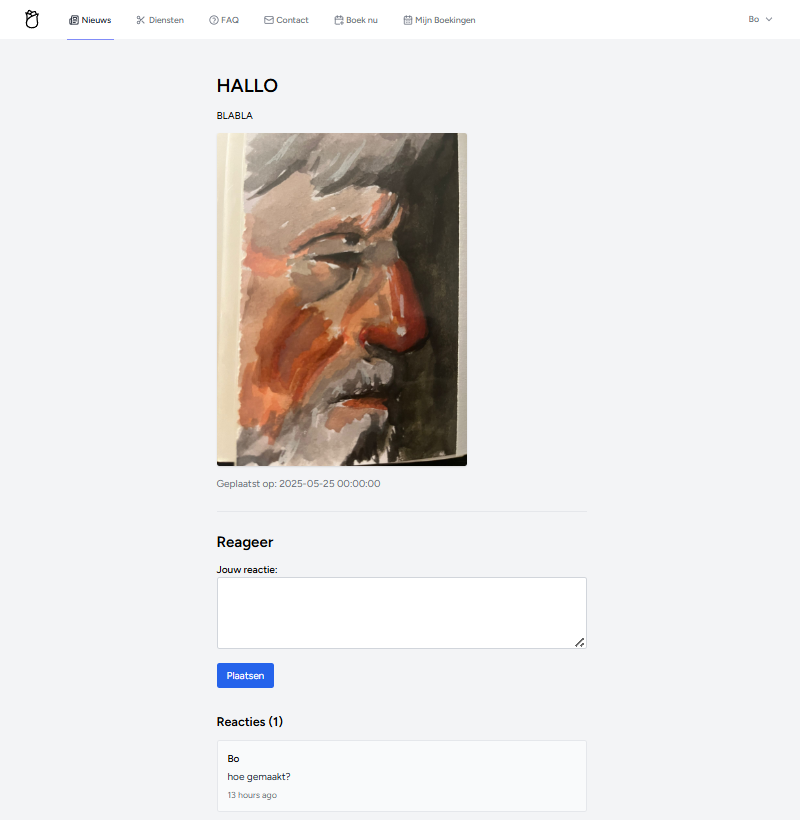 Nieuws Diensten FAQ Contact Boek nu Mijn Boekingen Bo
HALLO
BLABLA
Geplaatst op: 2025-05-25 00:00:00
Reageer
Jouw reactie:
Plaatsen
Reacties (1)
Bo
hoe gemaakt?
13 hours ago